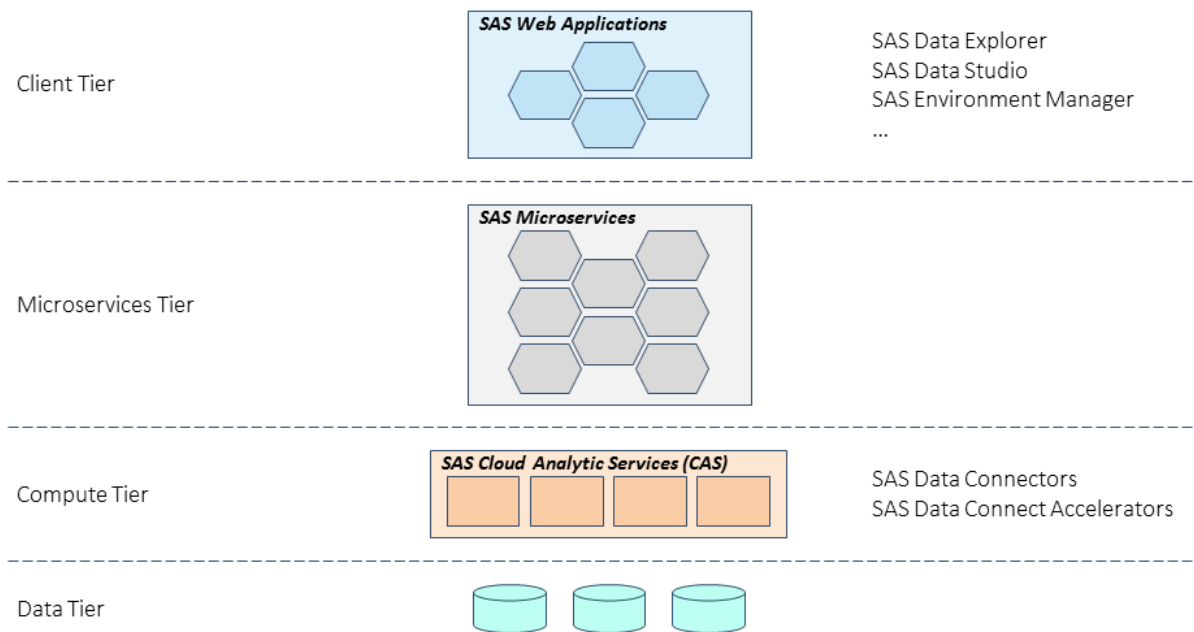 SAS Web Applications
Client Tier
SAS Data Explorer
SAS Data Studio
SAS Environment Manager
...
SAS Microservices
Microservices Tier
SAS Cloud Analytic Services (CAS)
Compute Tier
SAS Data Connectors
SAS Data Connect Accelerators
Data Tier